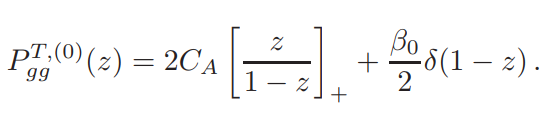 P_{gg}^{T,(0)}(z) = 2C_A \left[ \frac{z}{1-z} \right]_+ + \frac{\beta_0}{2} \delta(1-z) .